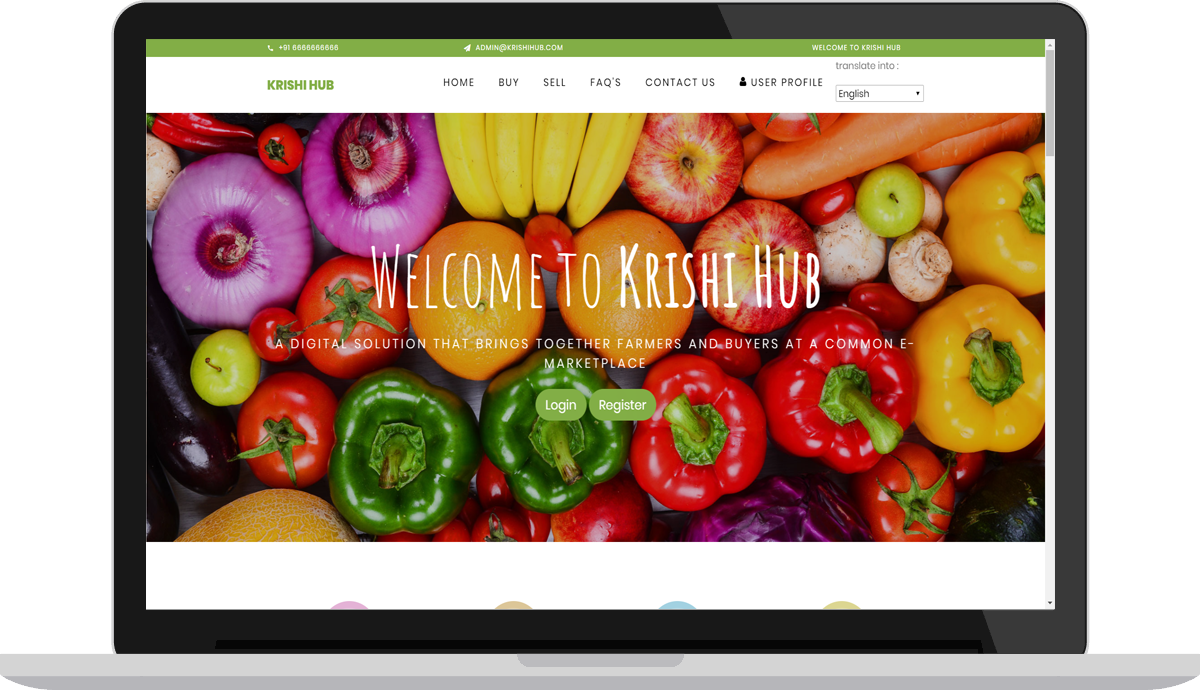 +91 6666666666
ADMIN@KRISHIHUB.COM
WELCOME TO KRISHI HUB
translate into :
KRISHI HUB
HOME
BUY
SELL
FAQ'S
CONTACT US
USER PROFILE
English
WELCOME TO KRISHI HUB
A DIGITAL SOLUTION THAT BRINGS TOGETHER FARMERS AND BUYERS AT A COMMON E-
MARKETPLACE
Login
Register